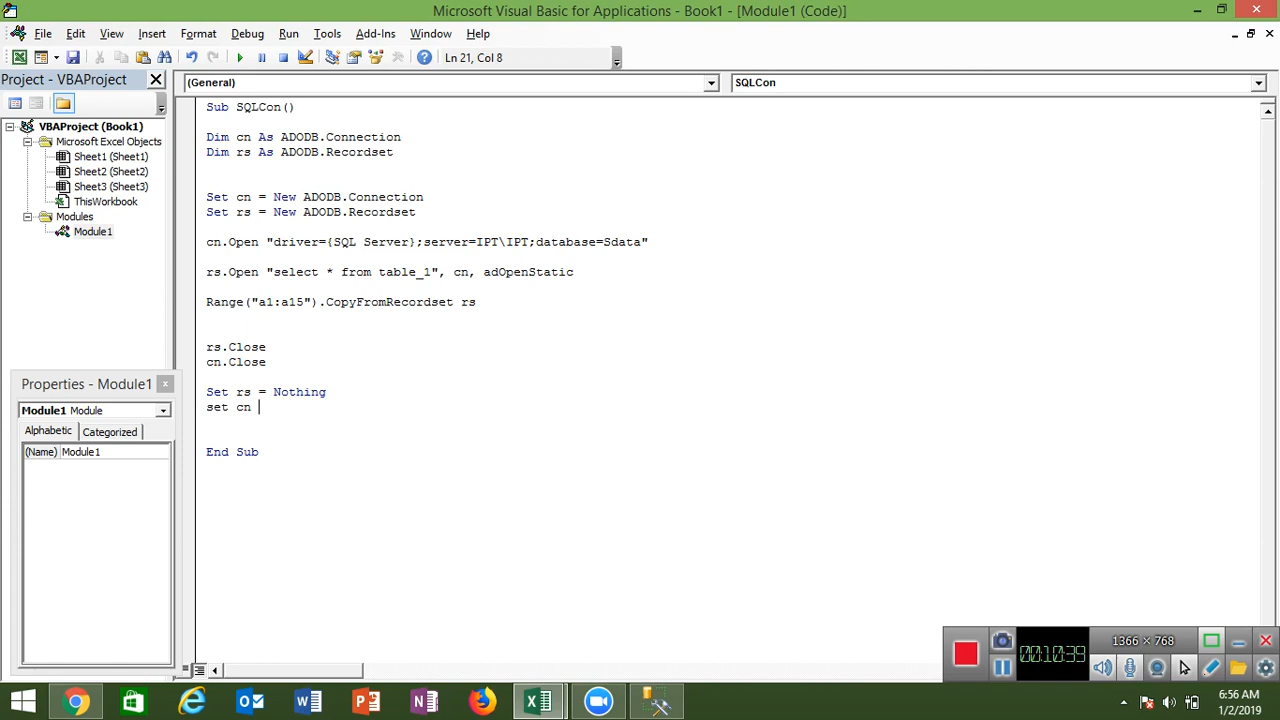 Microsoft Visual Basic for Applications - Book1 - [Module1 (Code)]
File Edit View Insert Format Debug Run Tools Add-Ins Window Help
Ln 21, Col 8
Project - VBAProject
(General)
SQLCon
VBAProject (Book1)
Microsoft Excel Objects
Sheet1 (Sheet1)
Sheet2 (Sheet2)
Sheet3 (Sheet3)
ThisWorkbook
Modules
Module1
Sub SQLCon()
Dim cn As ADODB.Connection
Dim rs As ADODB.Recordset
Set cn = New ADODB.Connection
Set rs = New ADODB.Recordset
cn.Open "driver={SQL Server};server=IPT\IPT;database=Sdata"
rs.Open "select * from table_1", cn, adOpenStatic
Range("a1:a15").CopyFromRecordset rs
rs.Close
cn.Close
Set rs = Nothing
set cn
End Sub
Properties - Module1
Module1 Module
Alphabetic Categorized
(Name) Module1
00:10:39
1366 × 768
6:56 AM
1/2/2019